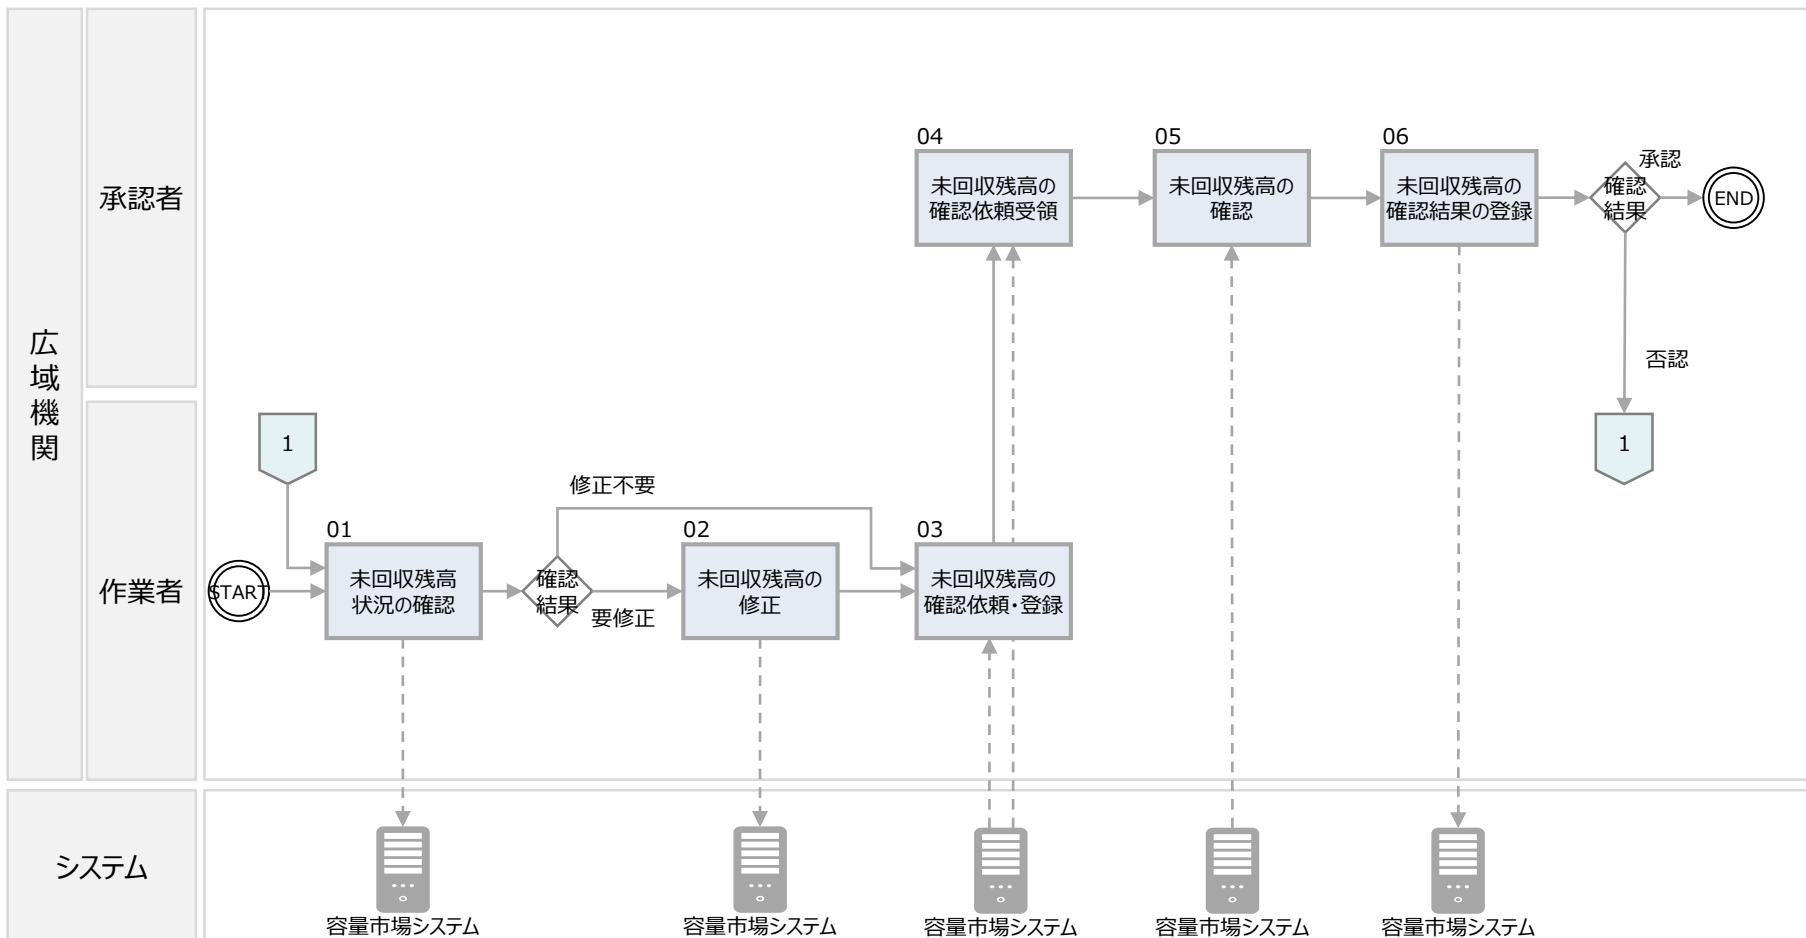 広域機関
承認者
04
未回収残高の
確認依頼受領
05
未回収残高の
確認
06
未回収残高の
確認結果の登録
確認
結果
承認
END
否認
1
作業者
1
START
01
未回収残高
状況の確認
確認
結果
修正不要
要修正
02
未回収残高の
修正
03
未回収残高の
確認依頼・登録
システム
容量市場システム
容量市場システム
容量市場システム
容量市場システム
容量市場システム